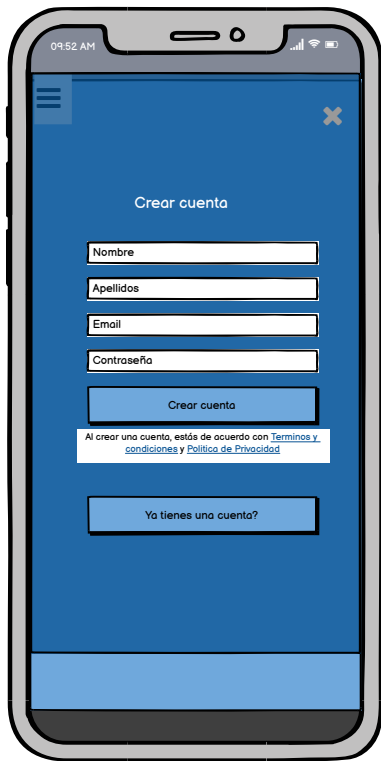 09:52 AM
Crear cuenta
Nombre
Apellidos
Email
Contraseña
Crear cuenta
Al crear una cuenta, estás de acuerdo con Terminos y
condiciones y Politica de Privacidad
Ya tienes una cuenta?